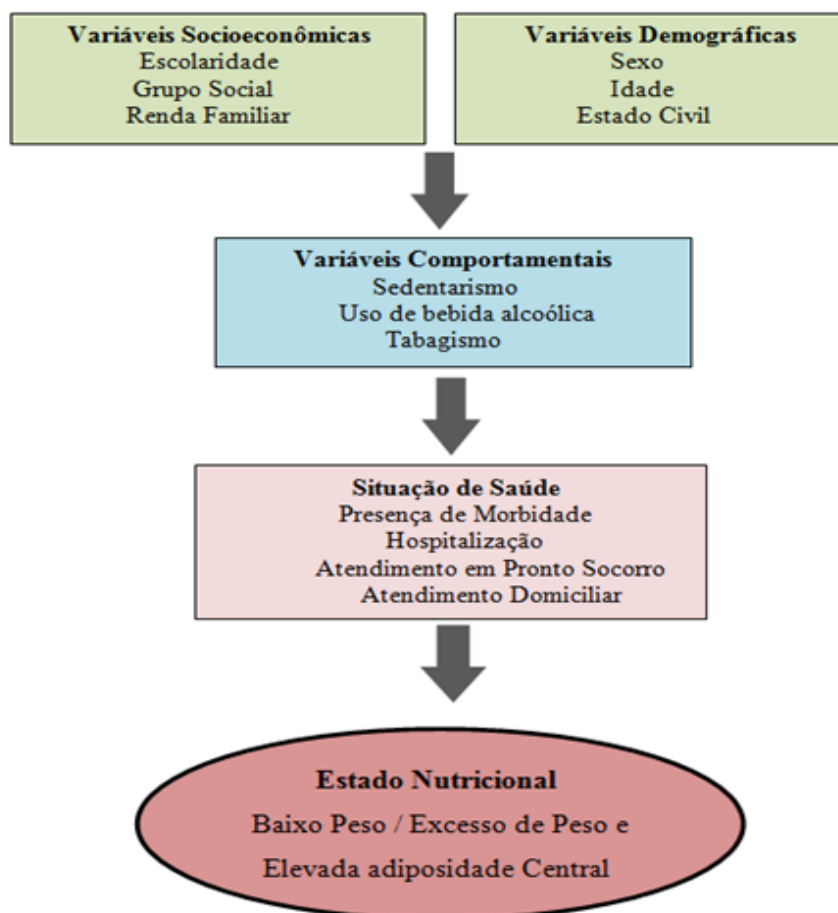 Variáveis Socioeconômicas
Escolaridade
Grupo Social
Renda Familiar
Variáveis Demográficas
Sexo
Idade
Estado Civil
Variáveis Comportamentais
Sedentarismo
Uso de bebida alcoólica
Tabagismo
Situação de Saúde
Presença de Morbidade
Hospitalização
Atendimento em Pronto Socorro
Atendimento Domiciliar
Estado Nutricional
Baixo Peso / Excesso de Peso e
Elevada adiposidade Central